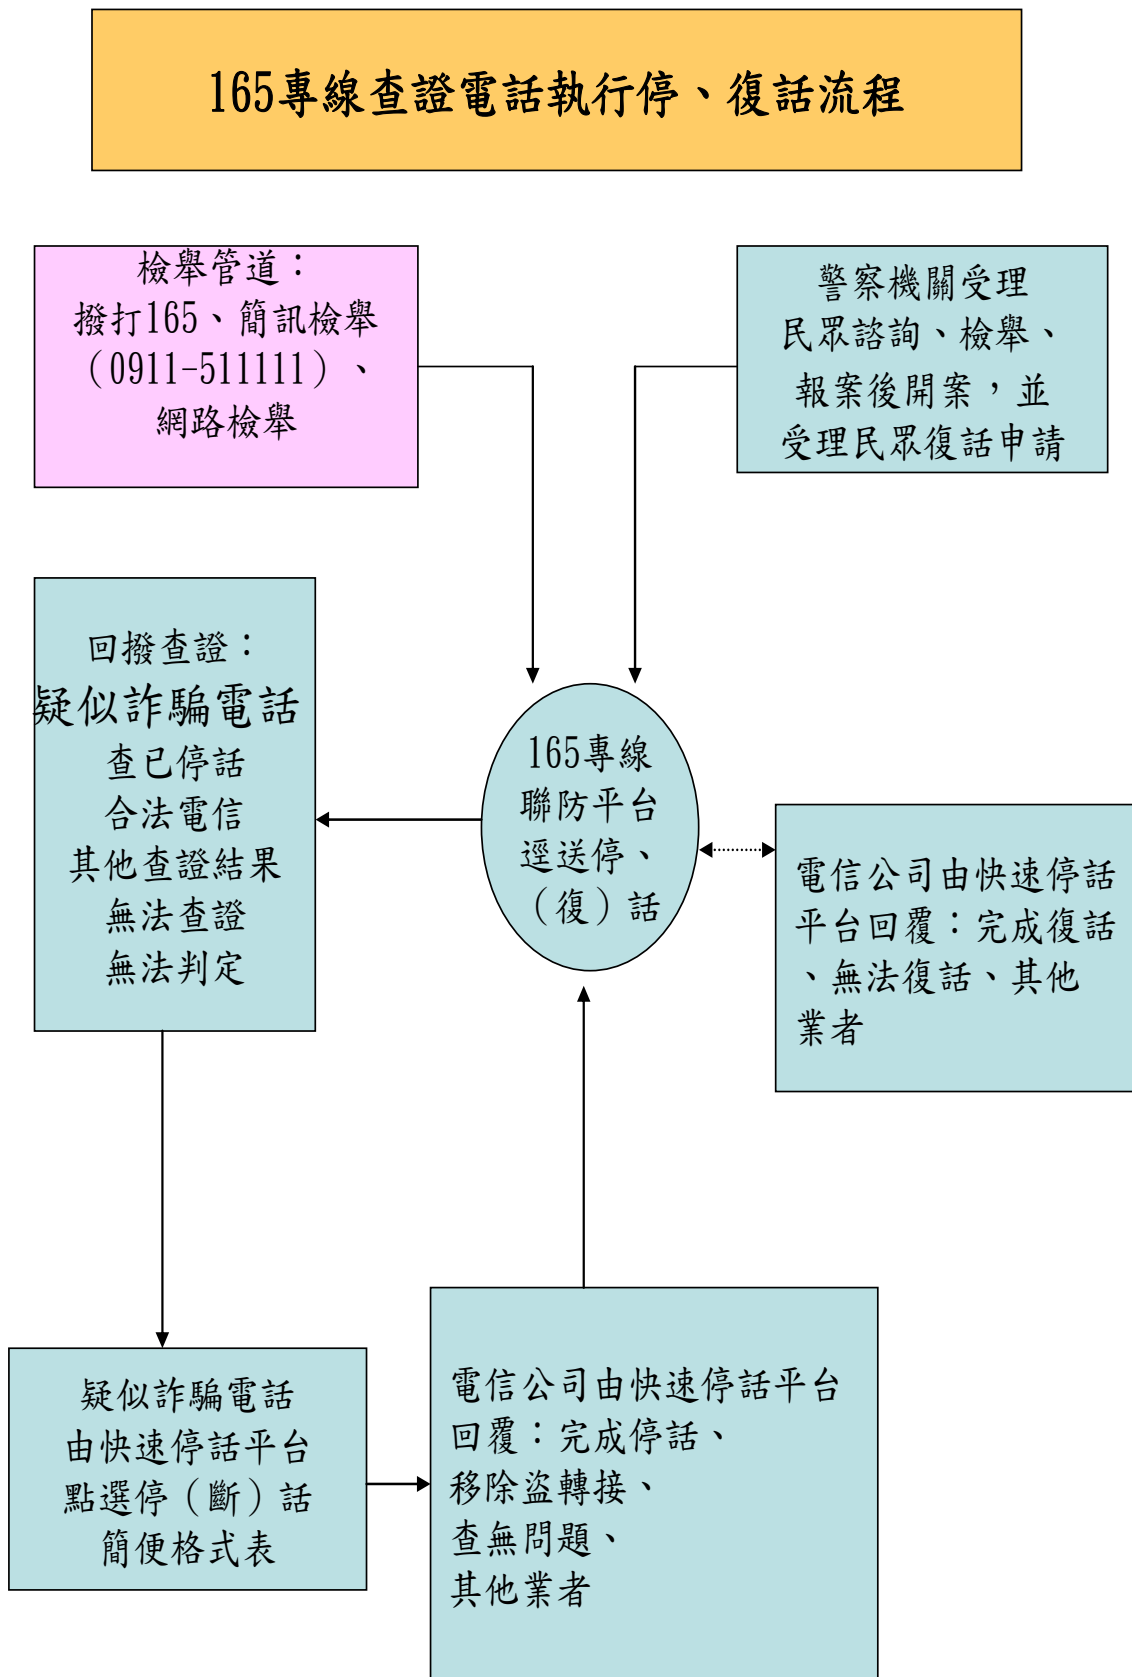 165專線查證電話執行停、復話流程
檢舉管道：
撥打165、簡訊檢舉
（0911-511111）、
網路檢舉
警察機關受理
民眾諮詢、檢舉、
報案後開案，並
受理民眾復話申請
回撥查證：
疑似詐騙電話
查已停話
合法電信
其他查證結果
無法查證
無法判定
165專線
聯防平台
逕送停、
（復）話
電信公司由快速停話
平台回覆：完成復話
、無法復話、其他
業者
疑似詐騙電話
由快速停話平台
點選停（斷）話
簡便格式表
電信公司由快速停話平台
回覆：完成停話、
移除盜轉接、
查無問題、
其他業者